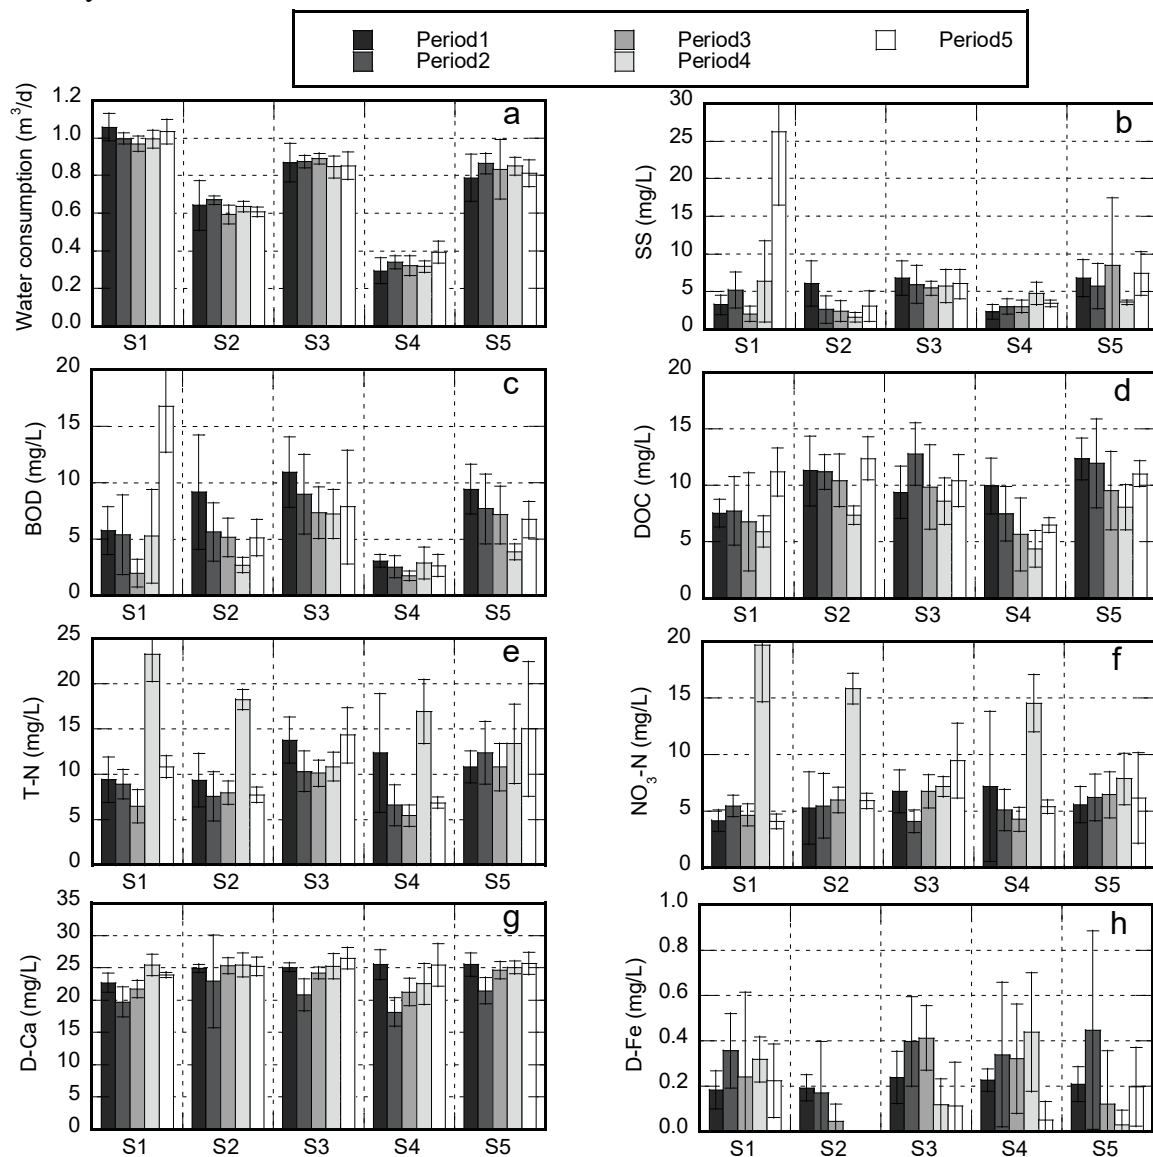 Period1 Period3 Period5
Period2 Period4
Water consumption (m³/d)
1.2
1.0
0.8
0.6
0.4
0.2
0.0
a
S1 S2 S3 S4 S5
SS (mg/L)
30
25
20
15
10
5
0
b
S1 S2 S3 S4 S5
BOD (mg/L)
20
15
10
5
0
c
S1 S2 S3 S4 S5
DOC (mg/L)
20
15
10
5
0
d
S1 S2 S3 S4 S5
T-N (mg/L)
25
20
15
10
5
0
e
S1 S2 S3 S4 S5
NO₃-N (mg/L)
20
15
10
5
0
f
S1 S2 S3 S4 S5
D-Ca (mg/L)
35
30
25
20
15
10
5
0
g
S1 S2 S3 S4 S5
D-Fe (mg/L)
1.0
0.8
0.6
0.4
0.2
0.0
h
S1 S2 S3 S4 S5